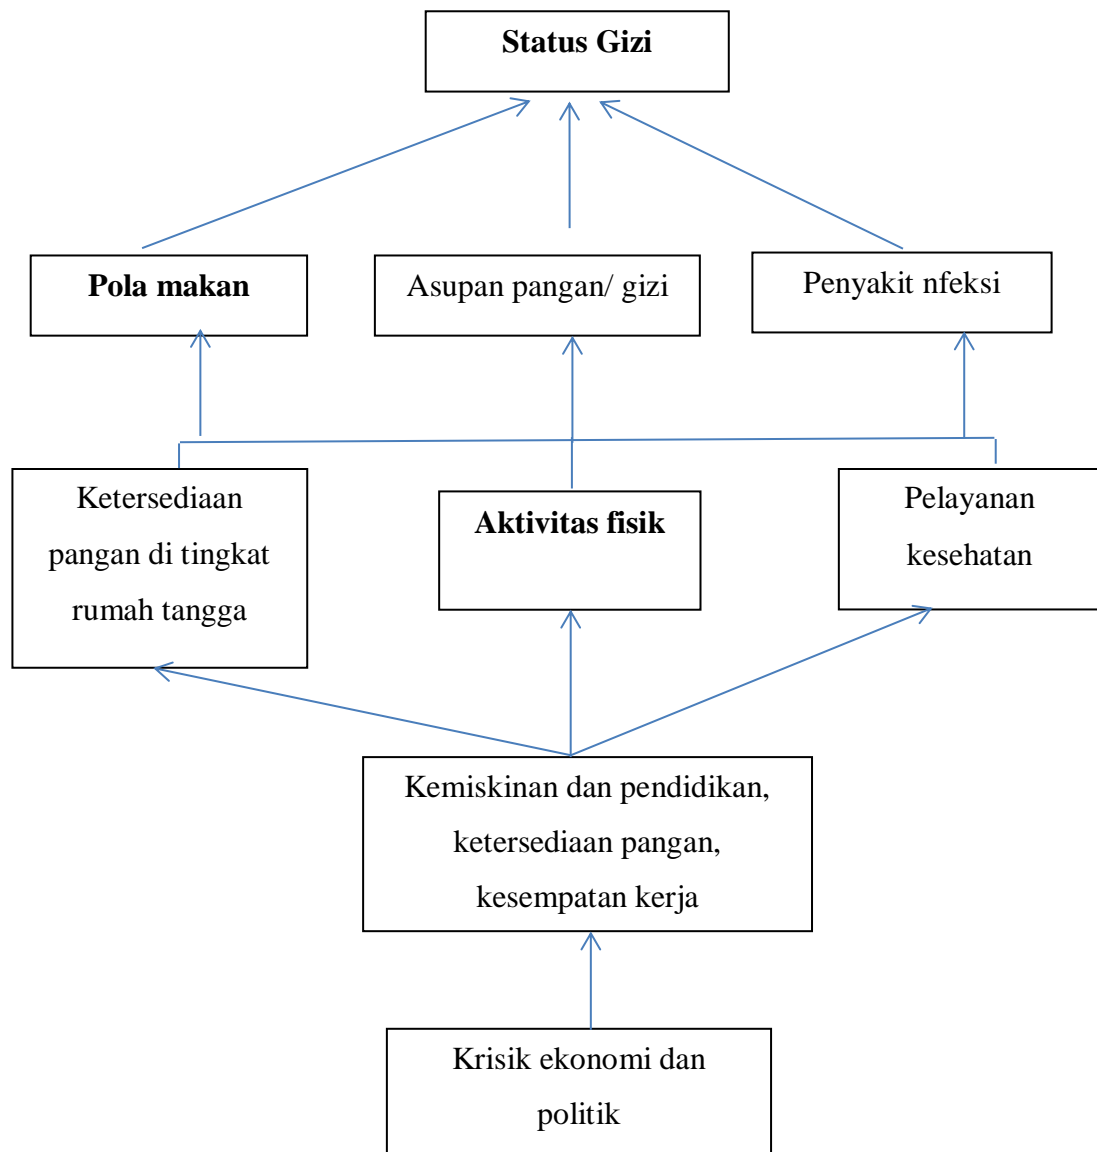 Status Gizi
Pola makan
Asupan pangan/ gizi
Penyakit nfeksi
Ketersediaan
pangan di tingkat
rumah tangga
Aktivitas fisik
Pelayanan
kesehatan
Kemiskinan dan pendidikan,
ketersediaan pangan,
kesempatan kerja
Krisik ekonomi dan
politik